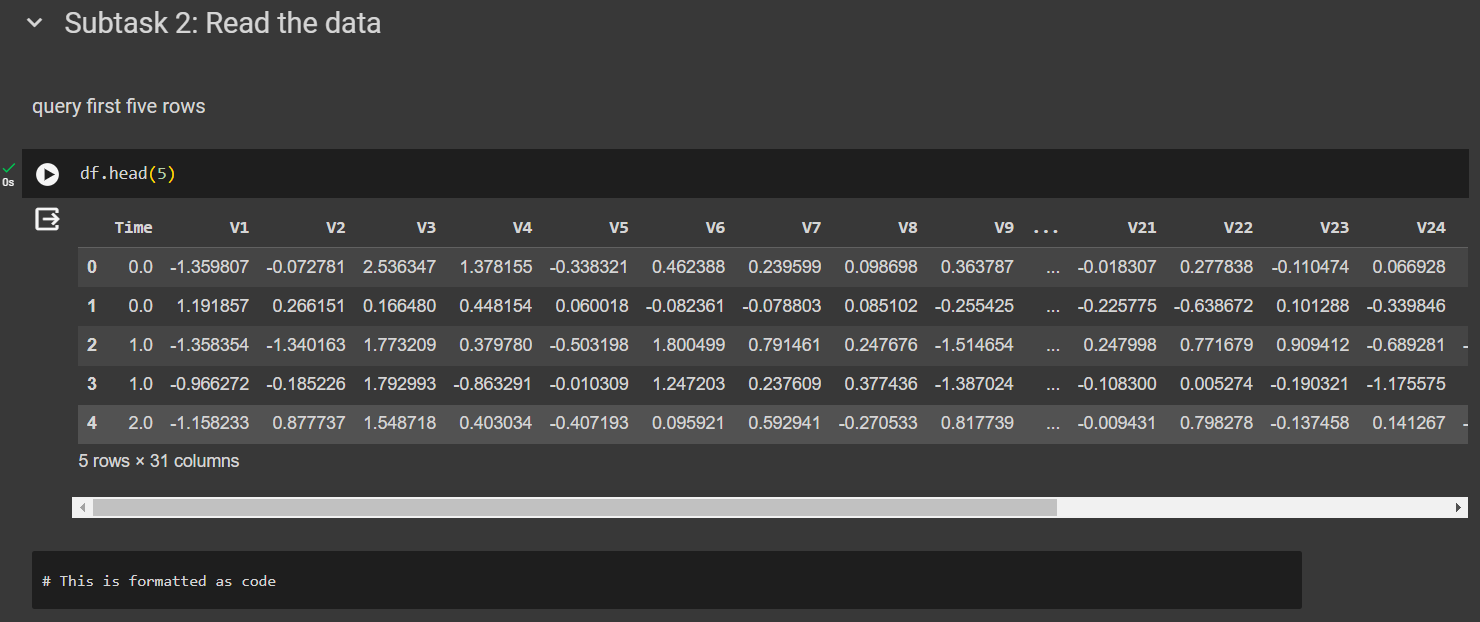 Subtask 2: Read the data
query first five rows
0s
df.head(5)
Time V1 V2 V3 V4 V5 V6 V7 V8 V9 ... V21 V22 V23 V24
0 0.0 -1.359807 -0.072781 2.536347 1.378155 -0.338321 0.462388 0.239599 0.098698 0.363787 ... -0.018307 0.277838 -0.110474 0.066928
1 0.0 1.191857 0.266151 0.166480 0.448154 0.060018 -0.082361 -0.078803 0.085102 -0.255425 ... -0.225775 -0.638672 0.101288 -0.339846
2 1.0 -1.358354 -1.340163 1.773209 0.379780 -0.503198 1.800499 0.791461 0.247676 -1.514654 ... 0.247998 0.771679 0.909412 -0.689281 -
3 1.0 -0.966272 -0.185226 1.792993 -0.863291 -0.010309 1.247203 0.237609 0.377436 -1.387024 ... -0.108300 0.005274 -0.190321 -1.175575
4 2.0 -1.158233 0.877737 1.548718 0.403034 -0.407193 0.095921 0.592941 -0.270533 0.817739 ... -0.009431 0.798278 -0.137458 0.141267 -
5 rows × 31 columns
# This is formatted as code